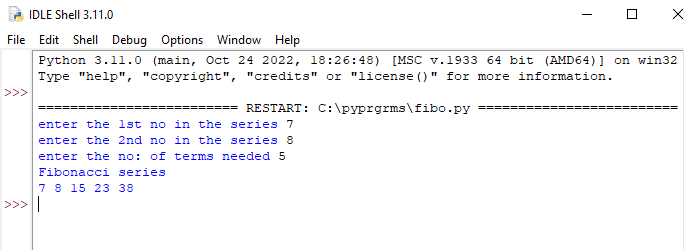 IDLE Shell 3.11.0
File Edit Shell Debug Options Window Help
Python 3.11.0 (main, Oct 24 2022, 18:26:48) [MSC v.1933 64 bit (AMD64)] on win32
Type "help", "copyright", "credits" or "license()" for more information.
>>>
========================= RESTART: C:\pyprgrms\fibo.py =========================
enter the 1st no in the series 7
enter the 2nd no in the series 8
enter the no: of terms needed 5
Fibonacci series
7 8 15 23 38
>>>